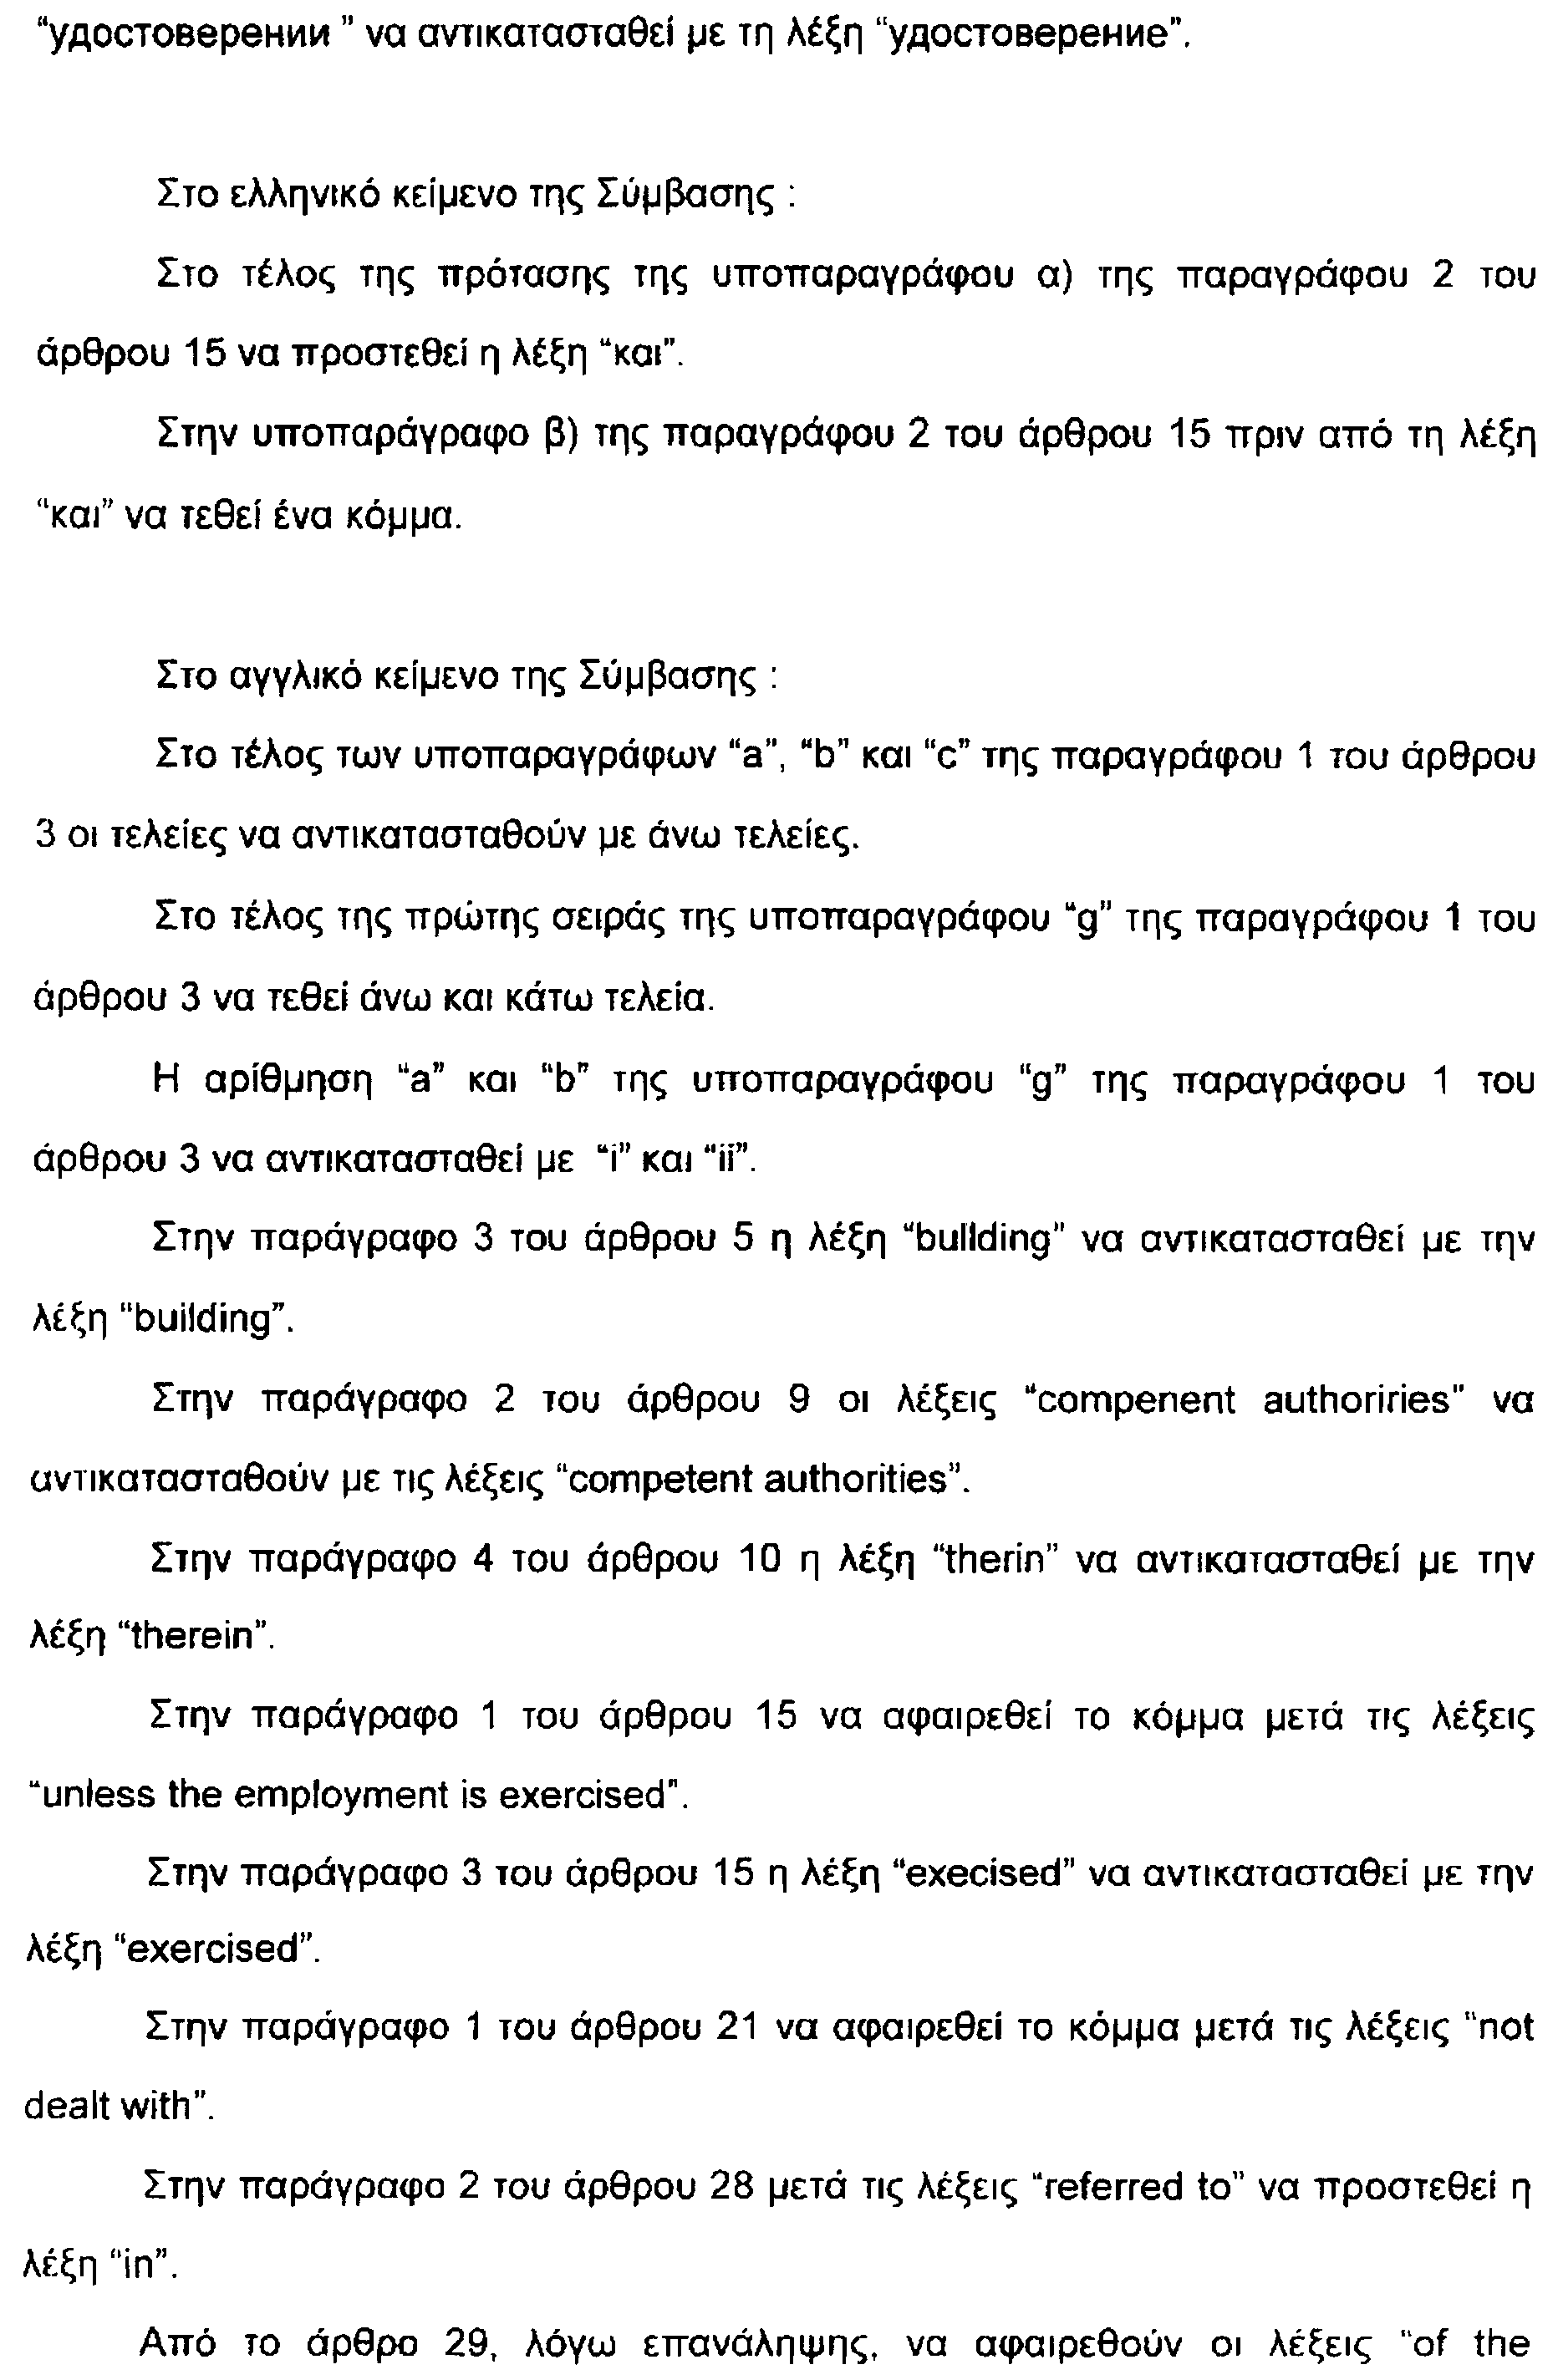 “удостоверении ” να αντικατασταθεί με τη λέξη “удостоверение”.
Στο ελληνικό κείμενο της Σύμβασης :
Στο τέλος της πρότασης της υποπαραγράφου α) της παραγράφου 2 του
άρθρου 15 να προστεθεί η λέξη “και”.
Στην υποπαράγραφο β) της παραγράφου 2 του άρθρου 15 πριν από τη λέξη
“και” να τεθεί ένα κόμμα.
Στο αγγλικό κείμενο της Σύμβασης :
Στο τέλος των υποπαραγράφων “a”, “b” και “c” της παραγράφου 1 του άρθρου
3 οι τελείες να αντικατασταθούν με άνω τελείες.
Στο τέλος της πρώτης σειράς της υποπαραγράφου “g” της παραγράφου 1 του
άρθρου 3 να τεθεί άνω και κάτω τελεία.
Η αρίθμηση “a” και “b” της υποπαραγράφου “g” της παραγράφου 1 του
άρθρου 3 να αντικατασταθεί με “i” και “ii”.
Στην παράγραφο 3 του άρθρου 5 η λέξη “bullding” να αντικατασταθεί με την
λέξη “building”.
Στην παράγραφο 2 του άρθρου 9 οι λέξεις “compenent authoriries” να
αντικατασταθούν με τις λέξεις “competent authorities”.
Στην παράγραφο 4 του άρθρου 10 η λέξη “therin” να αντικατασταθεί με την
λέξη “therein”.
Στην παράγραφο 1 του άρθρου 15 να αφαιρεθεί το κόμμα μετά τις λέξεις
“unless the employment is exercised”.
Στην παράγραφο 3 του άρθρου 15 η λέξη “execised” να αντικατασταθεί με την
λέξη “exercised”.
Στην παράγραφο 1 του άρθρου 21 να αφαιρεθεί το κόμμα μετά τις λέξεις “not
dealt with”.
Στην παράγραφο 2 του άρθρου 28 μετά τις λέξεις “referred to” να προστεθεί η
λέξη “in”.
Από το άρθρο 29, λόγω επανάληψης, να αφαιρεθούν οι λέξεις “of the